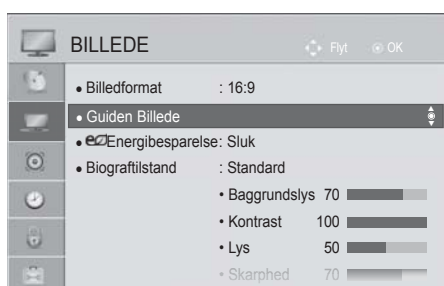 BILLEDE Flyt OK
• Billedformat : 16:9
• Guiden Billede
• eco Energibesparelse: Sluk
• Biograftilstand : Standard
• Baggrundslys 70
• Kontrast 100
• Lys 50
• Skarphed 70